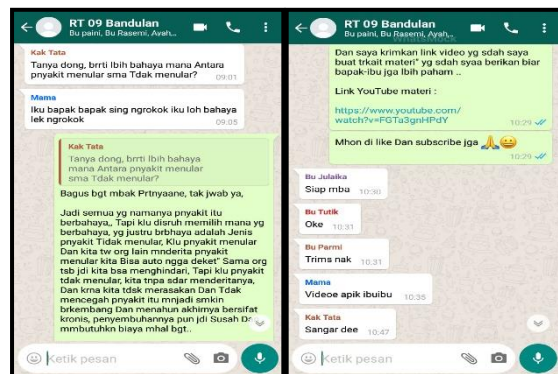 RT 09 Bandulan
Bu paini, Bu Rasemi, Ayah,..
Kak Tata
Tanya dong, brrti lbih bahaya
mana Antara
pnyakit menular sma Tdak menular?
09:01
Mama
Iku bapak bapak sing ngrokok iku loh bahaya
lek ngrokok
09:05
Kak Tata
Tanya dong, brrti lbih bahaya
mana Antara pnyakit menular
sma Tdak menular?
Bagus bgt mbak Prtnyaane, tak jwab ya,
Jadi semua yg namanya pnyakit itu
berbahaya,, Tapi klu disruh memilih mana yg
berbahaya, yg justru brbhaya adalah Jenis
pnyakit Tidak menular, Klu pnyakit menular
Dan kita tw org lain mnderita pnyakit
menular kita Bisa auto ngga deket" Sama org
tsb jdi kita bsa menghindari, Tapi klu pnyakit
tdak menular, kita tnpa sdar menderitanya,
Dan krna kita tdsk merasakan Dan Tdak
mencegah pnyakit itu mnjadi smkin
brkembang Dan menahun akhirnya bersifat
kronis, penyembuhannya pun jdi Susah
mmbutuhkn biaya mhal bgt..
Ketik pesan
RT 09 Bandulan
Bu paini, Bu Rasemi, Ayah,..
WhatsMock
Dan saya krimkan link video yg sdah saya
buat trkait materi" yg sdah saya berikan biar
bapak-ibu jga lbih paham ..
Link YouTube materi :
https://www.youtube.com/
watch?v=FGTa3gnHPdY
10:29
Mhon di like Dan subscribe jga 🙏😄
10:29
Bu Julaika
Siap mba 10:30
Bu Tutik
Oke 10:31
Bu Parmi
Trims nak 10:31
Mama
Videoe apik ibuibu 10:35
Kak Tata
Sangar dee 10:47
Ketik pesan